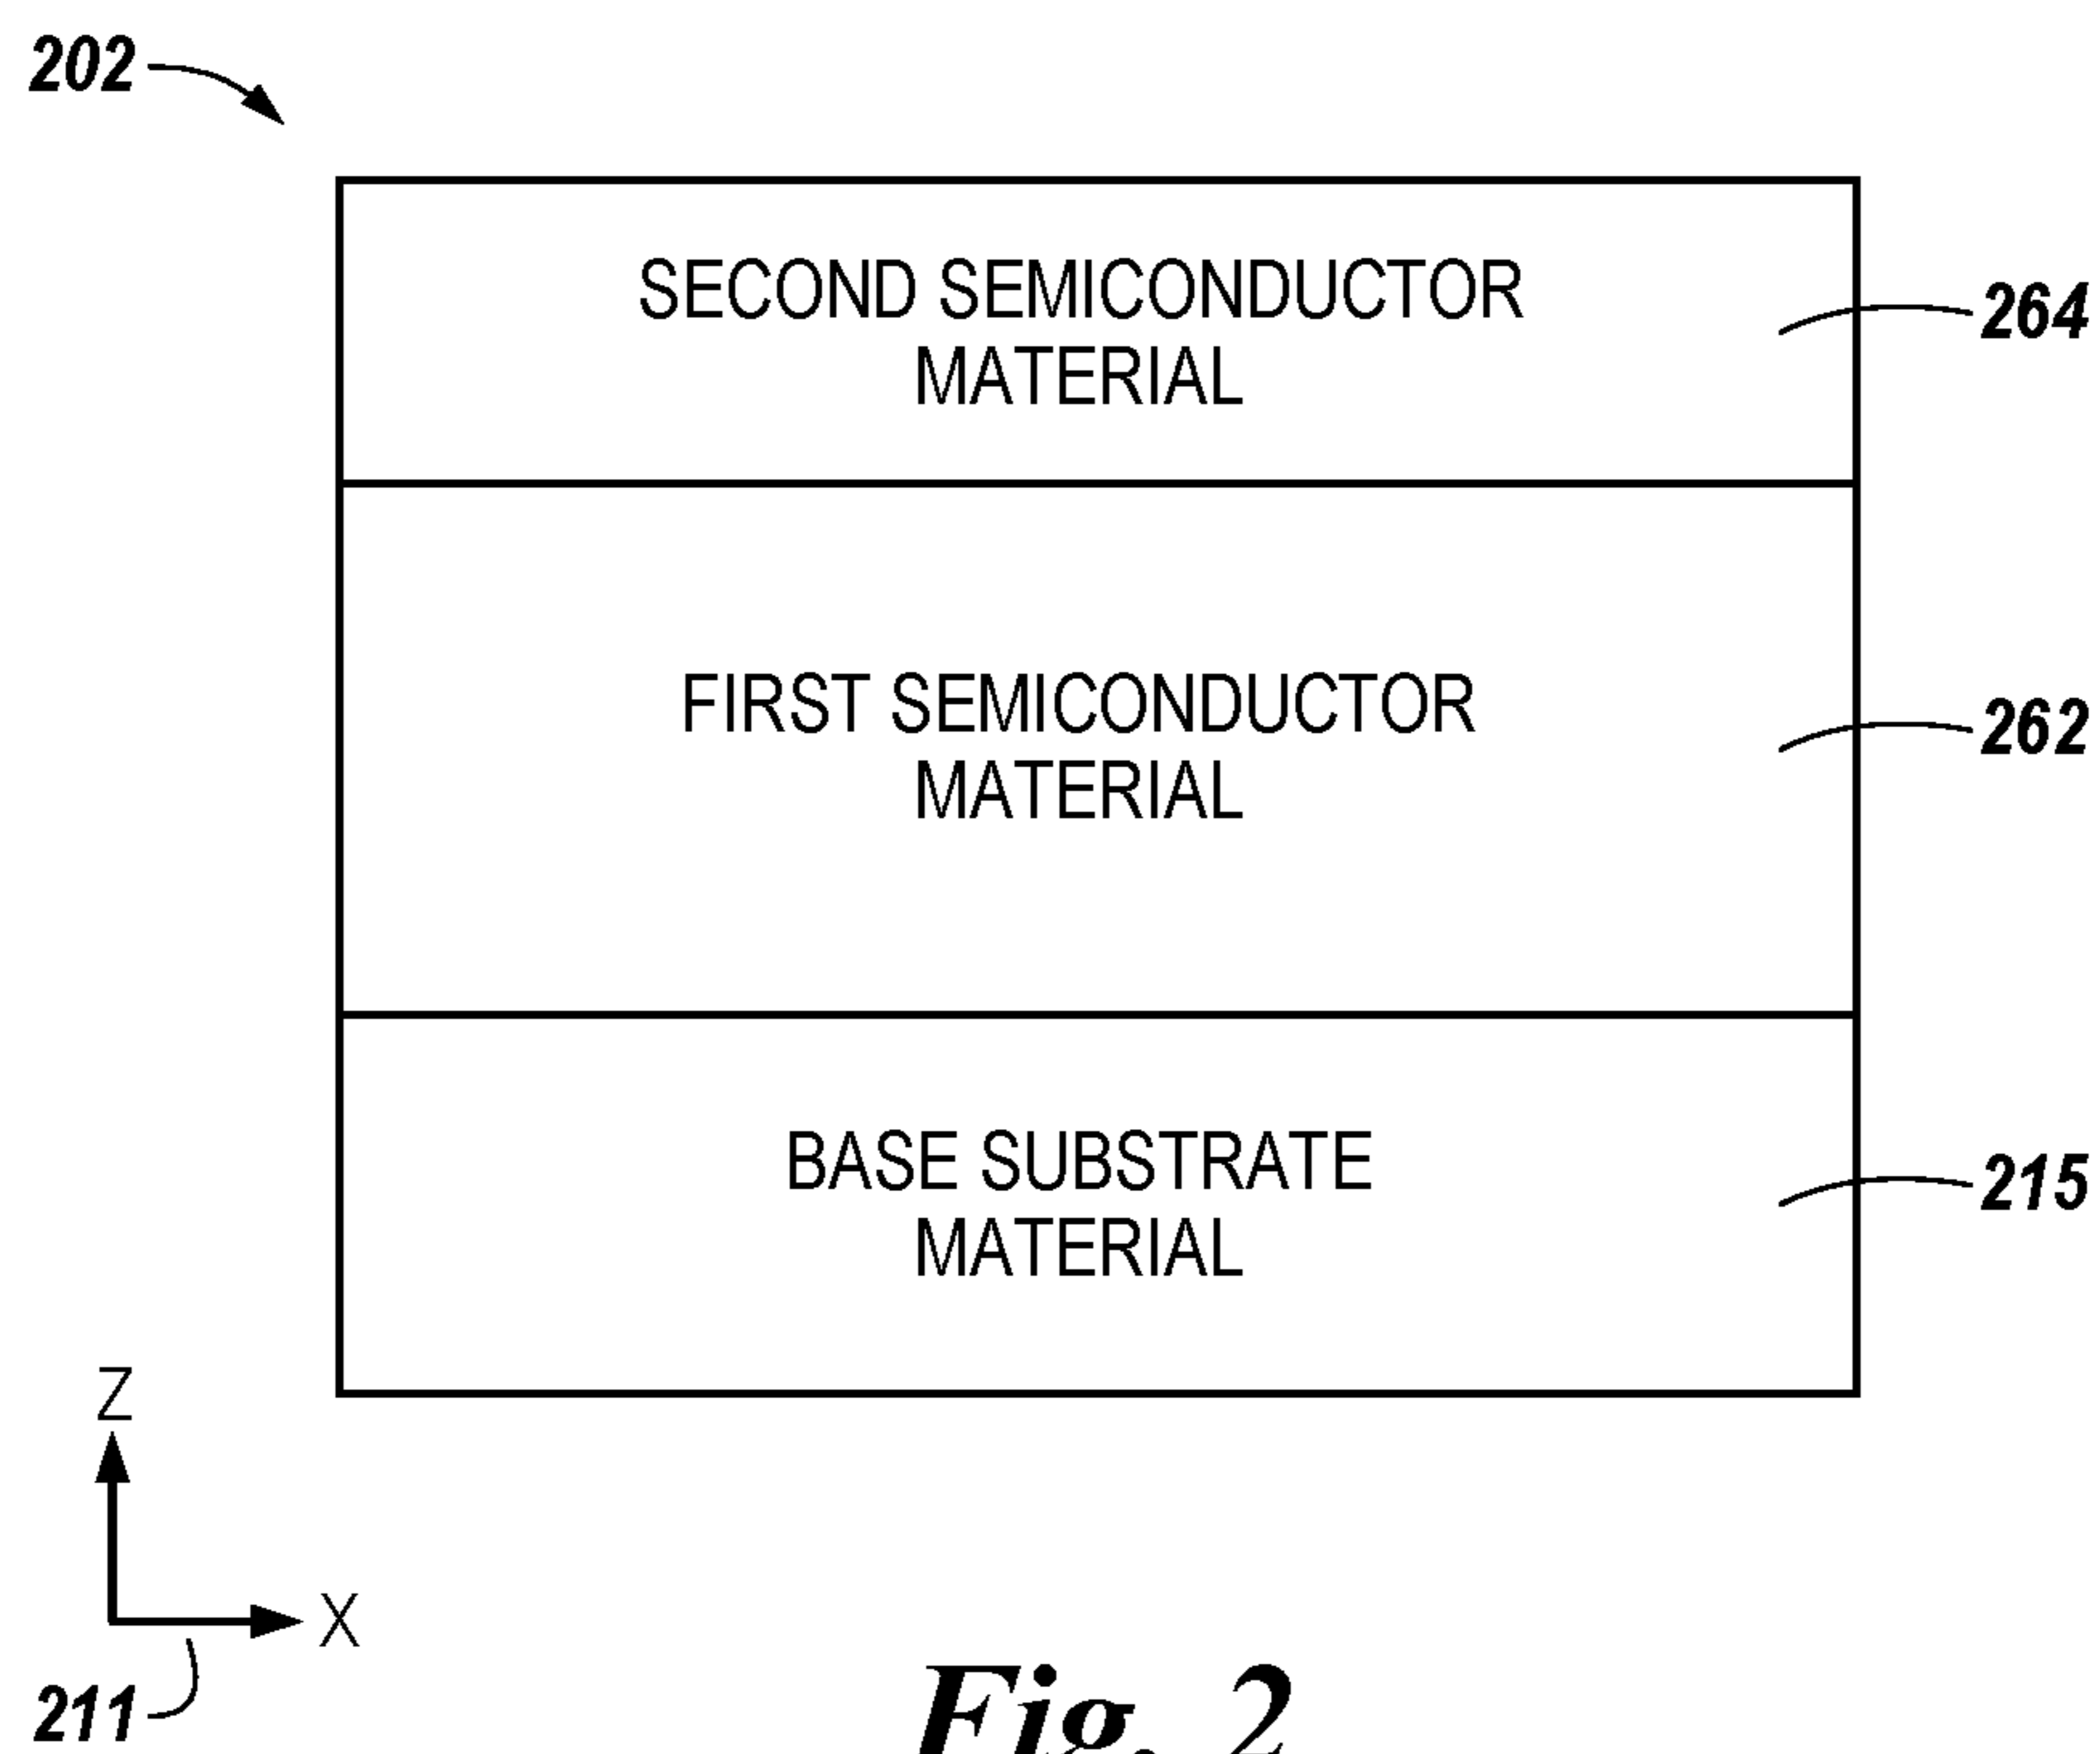 202
SECOND SEMICONDUCTOR
MATERIAL
264
FIRST SEMICONDUCTOR
MATERIAL
262
BASE SUBSTRATE
MATERIAL
215
Z
X
211
Fig. 2